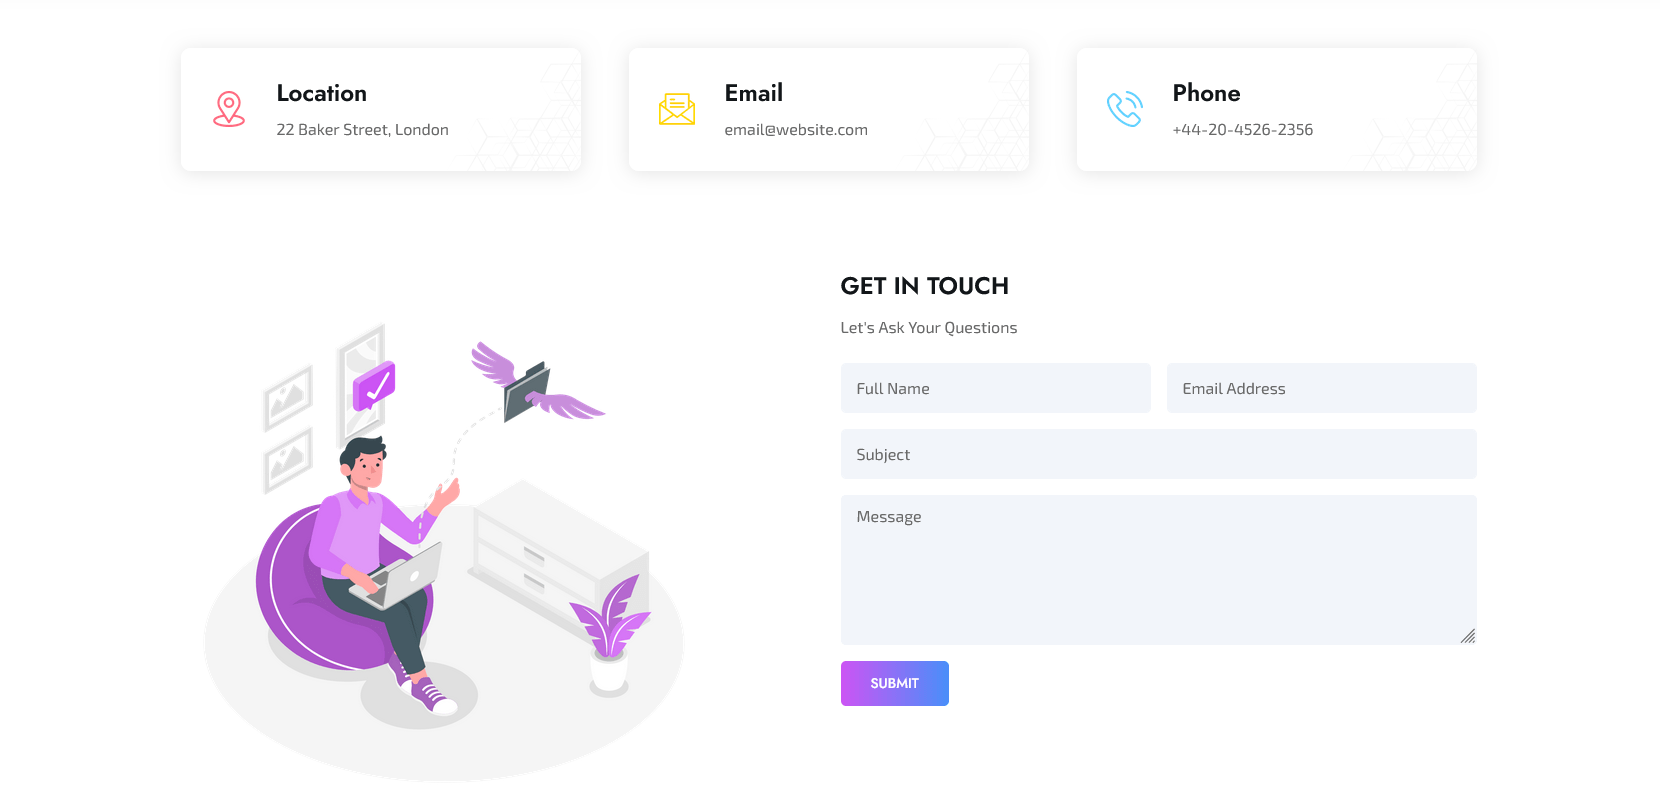 Location
22 Baker Street, London
Email
email@website.com
Phone
+44-20-4526-2356
GET IN TOUCH
Let's Ask Your Questions
Full Name
Email Address
Subject
Message
SUBMIT